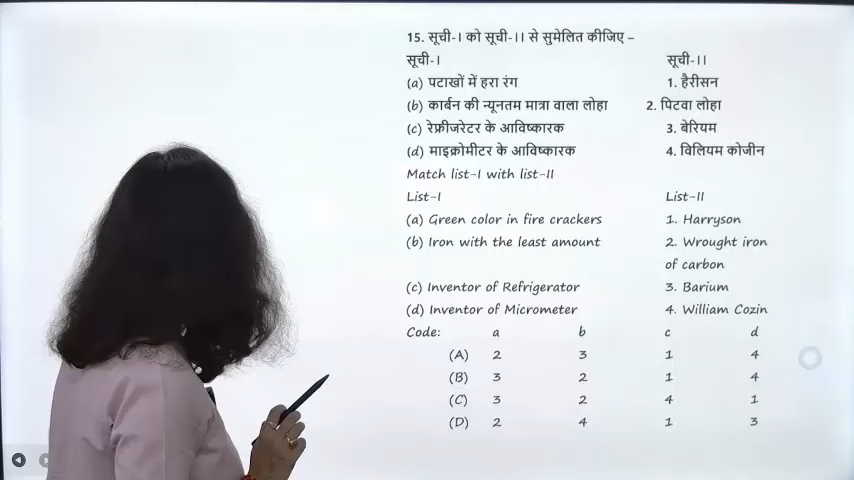 15. सूची-I को सूची-II से सुमेलित कीजिए –
सूची-I सूची-II
(a) पटाखों में हरा रंग 1. हैरीसन
(b) कार्बन की न्यूनतम मात्रा वाला लोहा 2. पिटवा लोहा
(c) रेफ्रीजरेटर के आविष्कारक 3. बेरियम
(d) माइक्रोमीटर के आविष्कारक 4. विलियम कोजीन
Match list-I with list-II
List-I List-II
(a) Green color in fire crackers 1. Harryson
(b) Iron with the least amount 2. Wrought iron
of carbon
(c) Inventor of Refrigerator 3. Barium
(d) Inventor of Micrometer 4. William Cozin
Code: a b c d
(A) 2 3 1 4
(B) 3 2 1 4
(C) 3 2 4 1
(D) 2 4 1 3